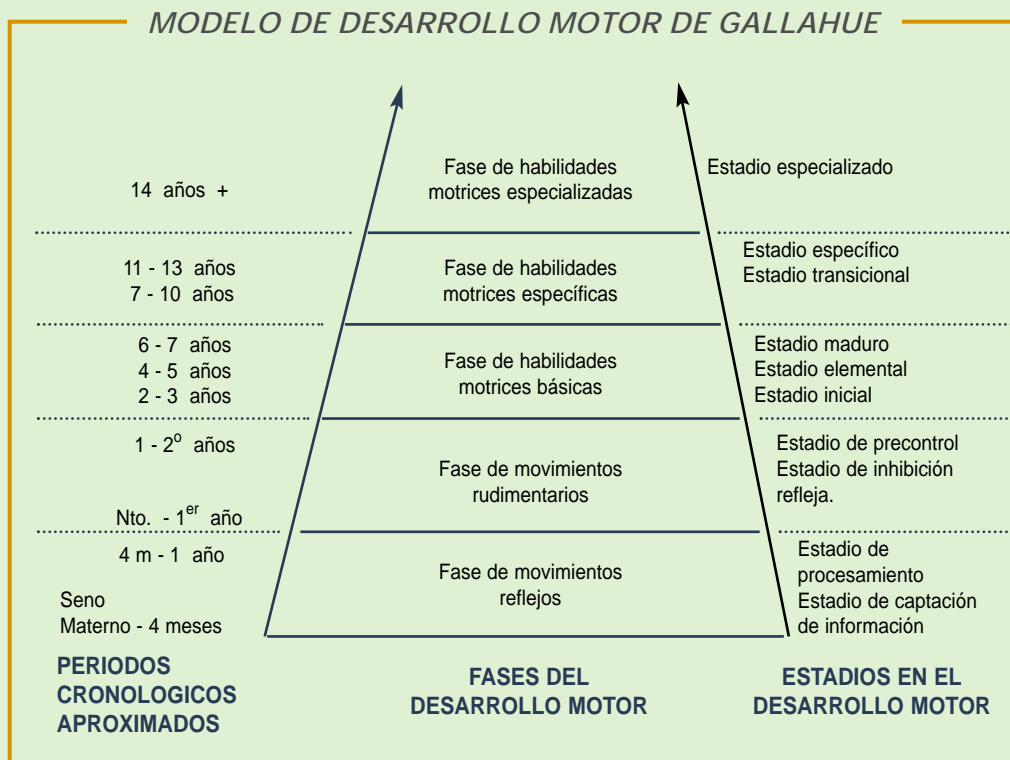 MODELO DE DESARROLLO MOTOR DE GALLAHUE
14 años +
Fase de habilidades
motrices especializadas
Estadio especializado
11 - 13 años
7 - 10 años
Fase de habilidades
motrices específicas
Estadio específico
Estadio transicional
6 - 7 años
4 - 5 años
2 - 3 años
Fase de habilidades
motrices básicas
Estadio maduro
Estadio elemental
Estadio inicial
1 - 2º años
Nto. - 1er año
Fase de movimientos
rudimentarios
Estadio de precontrol
Estadio de inhibición
refleja.
4 m - 1 año
Seno
Materno - 4 meses
Fase de movimientos
reflejos
Estadio de
procesamiento
Estadio de captación
de información
PERIODOS
CRONOLOGICOS
APROXIMADOS
FASES DEL
DESARROLLO MOTOR
ESTADIOS EN EL
DESARROLLO MOTOR